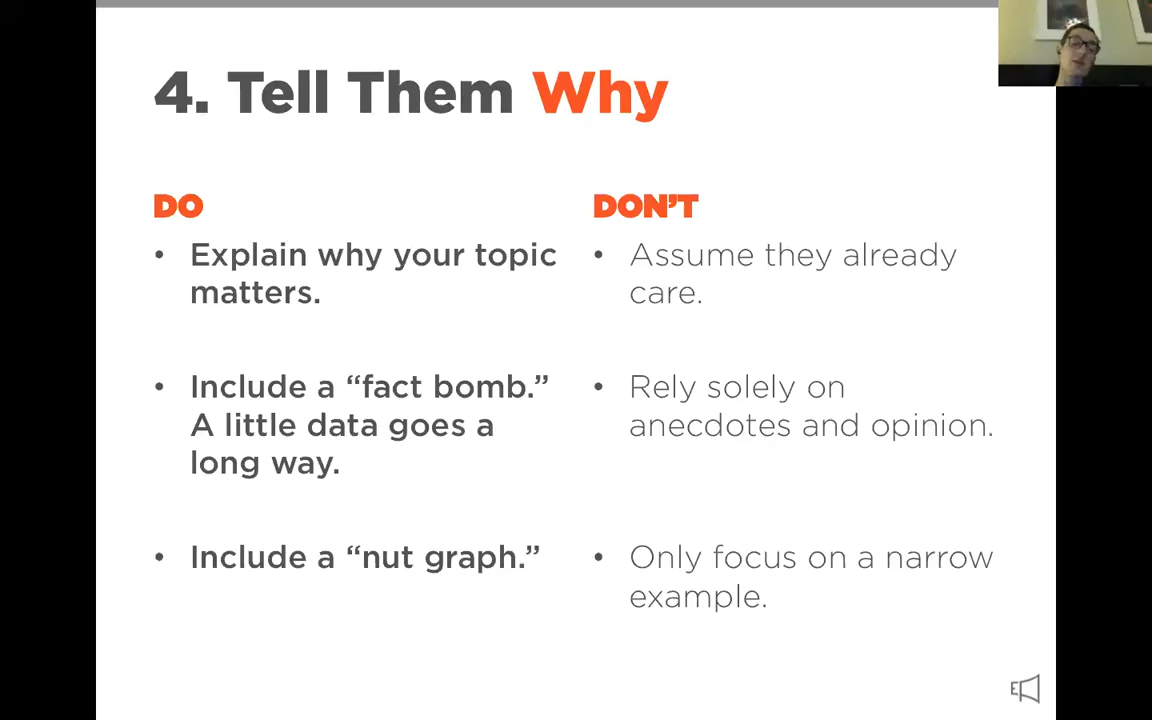 4. Tell Them Why
DO
• Explain why your topic
matters.
• Include a “fact bomb.”
A little data goes a
long way.
• Include a “nut graph.”
DON’T
• Assume they already
care.
• Rely solely on
anecdotes and opinion.
• Only focus on a narrow
example.
E